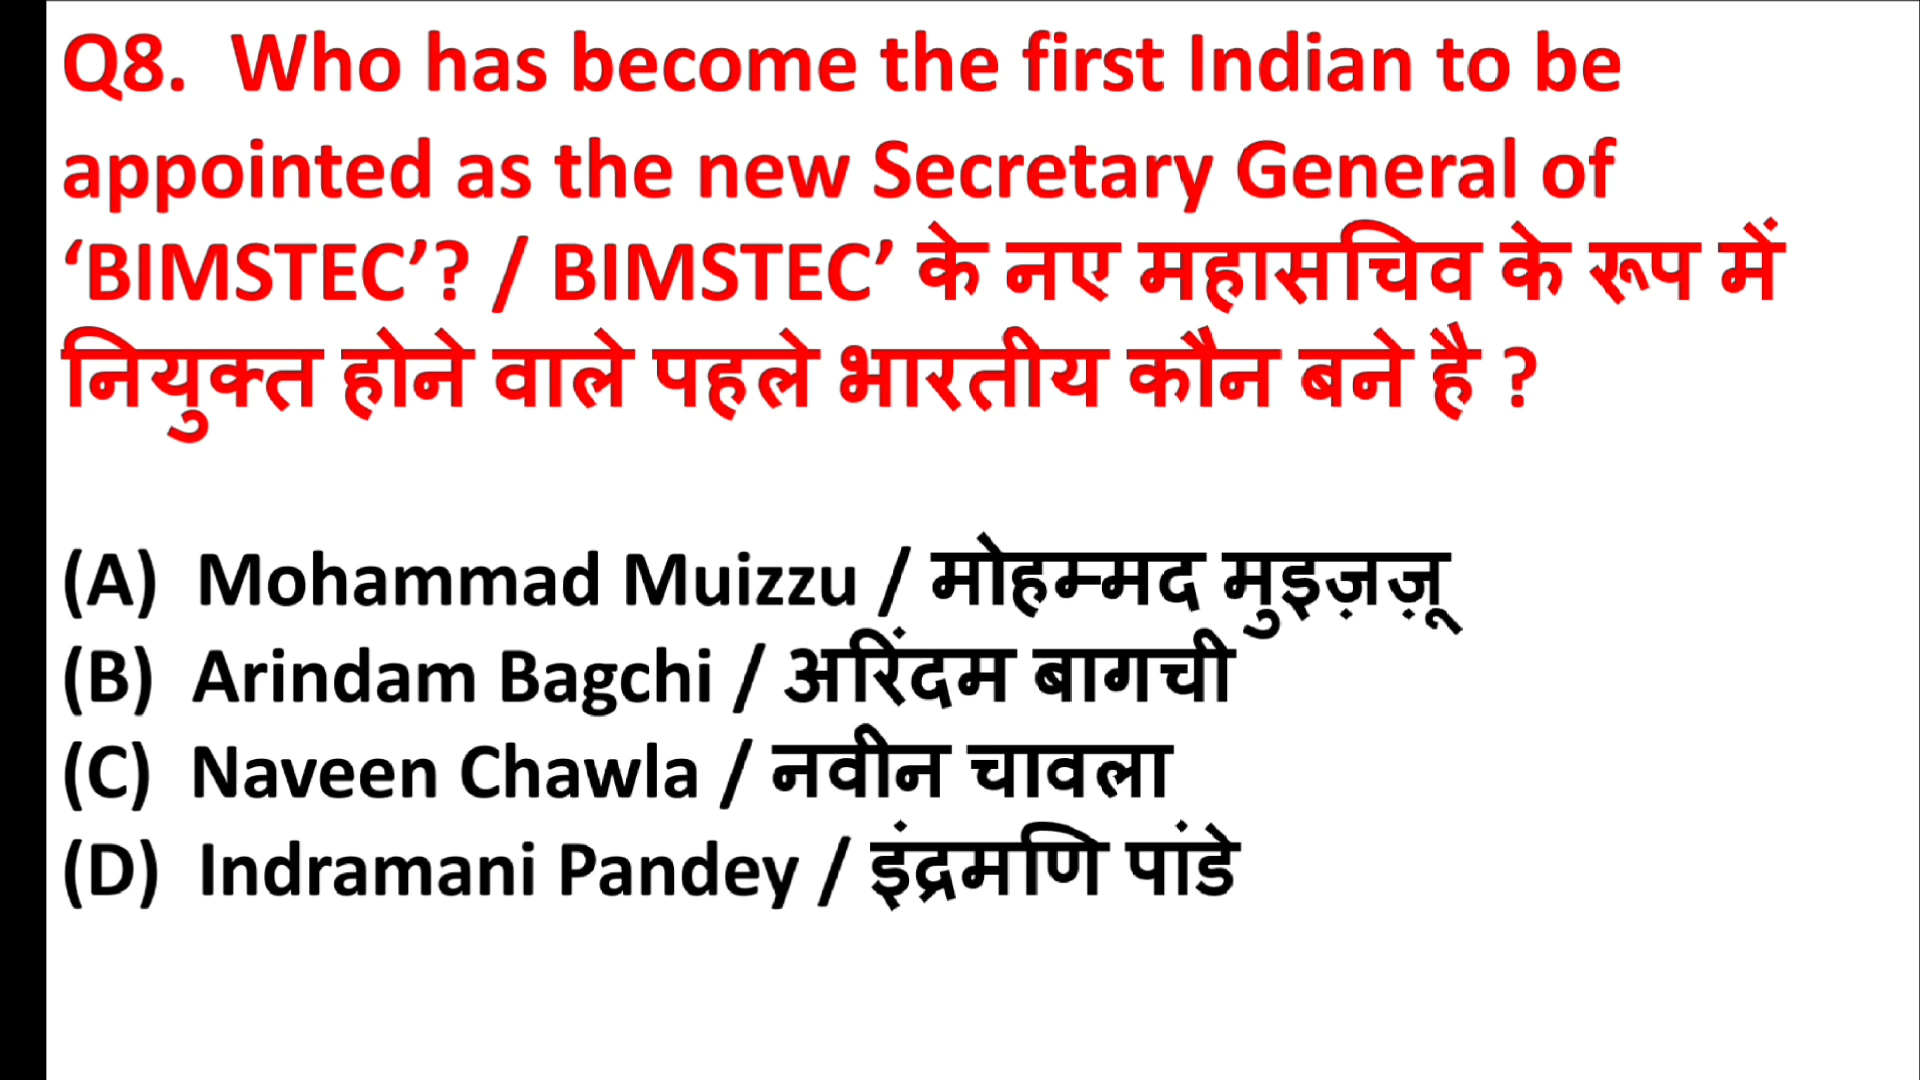 Q8. Who has become the first Indian to be
appointed as the new Secretary General of
‘BIMSTEC’? / BIMSTEC’ के नए महासचिव के रूप में
नियुक्त होने वाले पहले भारतीय कौन बने है ?
(A) Mohammad Muizzu / मोहम्मद मुइज़ज़ू
(B) Arindam Bagchi / अरिंदम बागची
(C) Naveen Chawla / नवीन चावला
(D) Indramani Pandey / इंद्रमणि पांडे